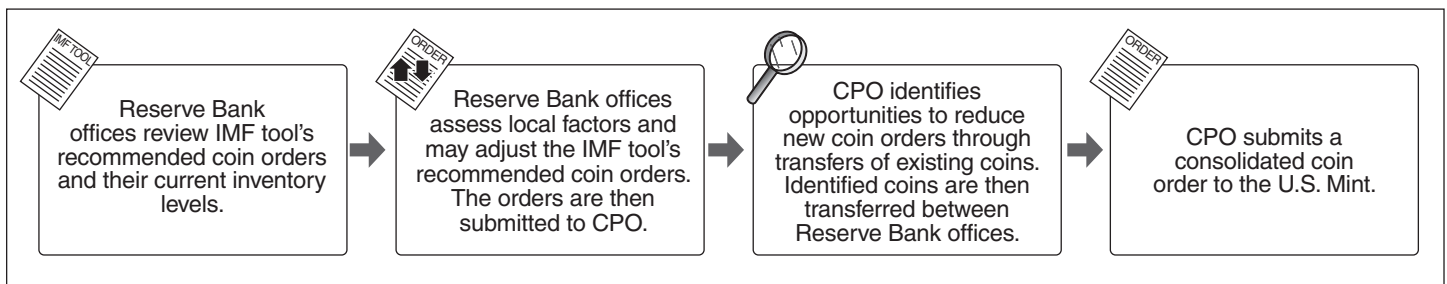 IMF TOOL
Reserve Bank
offices review IMF tool's
recommended coin orders
and their current inventory
levels.
ORDER
Reserve Bank offices
assess local factors and
may adjust the IMF tool's
recommended coin orders.
The orders are then
submitted to CPO.
CPO identifies
opportunities to reduce
new coin orders through
transfers of existing coins.
Identified coins are then
transferred between
Reserve Bank offices.
ORDER
CPO submits a
consolidated coin
order to the U.S. Mint.